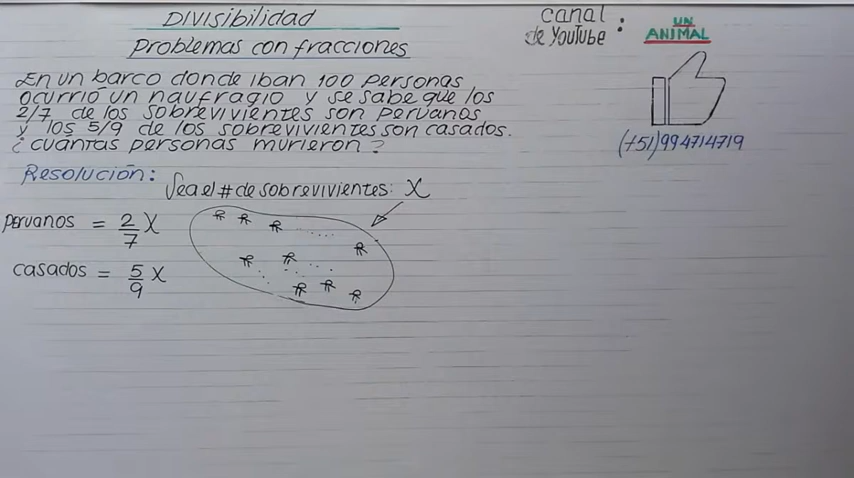 Divisibilidad
Problemas con fracciones
canal
de YouTube :
UN
ANIMAL
En un barco donde iban 100 personas
ocurrió un naufragio y se sabe que los
2/7 de los sobrevivientes son peruanos
y los 5/9 de los sobrevivientes son casados.
¿cuantas personas murieron?
(+51)994714719
Resolución:
Sea el # de sobrevivientes: X
Peruanos = 2/7 X
casados = 5/9 X